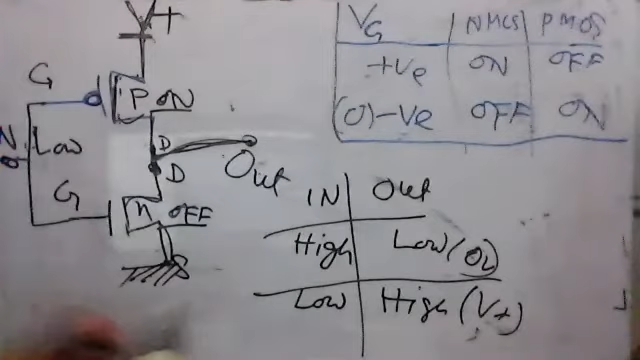 V+
G
P ON
D
IN Low
D
Out
G
n OFF
VG NMOS PMOS
+Ve ON OFF
(0)-Ve OFF ON
IN Out
High Low (0v)
Low High (V+)